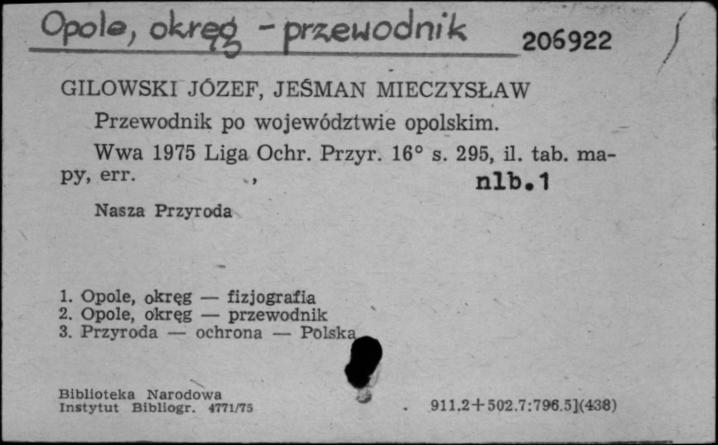 Opole, okręg - przewodnik 206922
GILOWSKI JÓZEF, JEŚMAN MIECZYSŁAW
Przewodnik po województwie opolskim.
Wwa 1975 Liga Ochr. Przyr. 16° s. 295, il. tab. ma-
py, err. nlb.1
Nasza Przyroda
1. Opole, okręg — fizjografia
2. Opole, okręg — przewodnik
3. Przyroda — ochrona — Polska
Biblioteka Narodowa
Instytut Bibliogr. 4771/75 911.2+502.7:796.5](438)